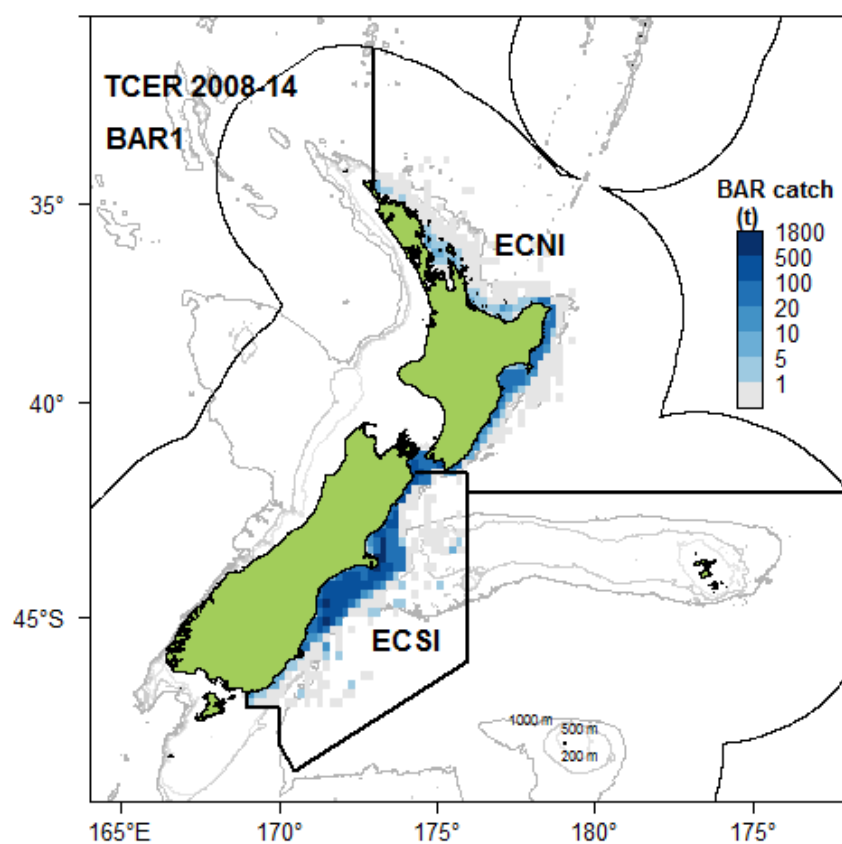 TCER 2008-14
BAR1
35°
40°
45°S
ECNI
ECSI
BAR catch
(t)
1800
500
100
20
10
5
1
1000 m
500 m
200 m
165°E
170°
175°
180°
175°